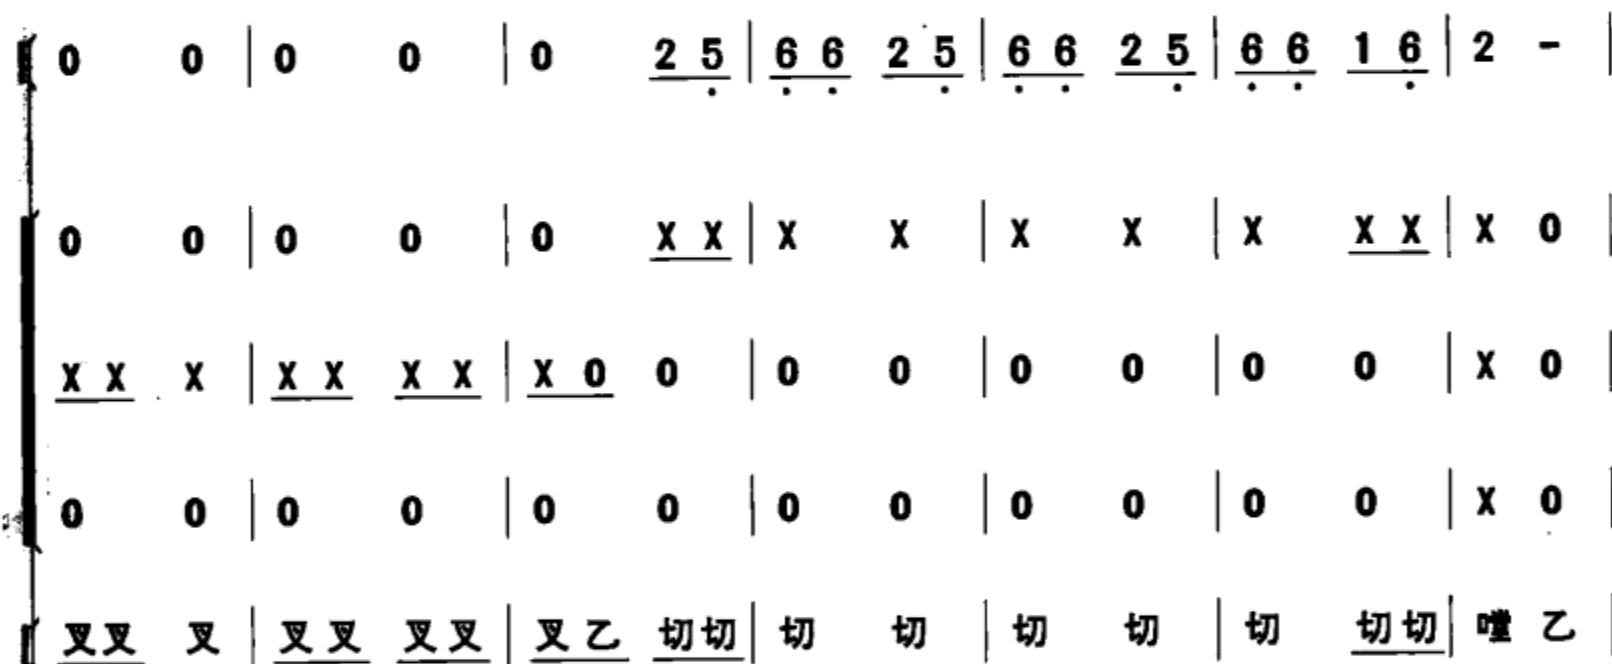 0 0 | 0 0 | 0 2 5 | 6 6 2 5 | 6 6 2 5 | 6 6 1 6 | 2 - |
0 0 | 0 0 | 0 X X | X X | X X | X X X | X 0 |
X X X | X X X X | X 0 0 | 0 0 | 0 0 | 0 0 | X 0 |
0 0 | 0 0 | 0 0 | 0 0 | 0 0 | 0 0 | X 0 |
叉叉 叉 | 叉叉 叉叉 | 叉乙 切切 | 切 切 | 切 切 | 切 切切 | 嘡 乙 |